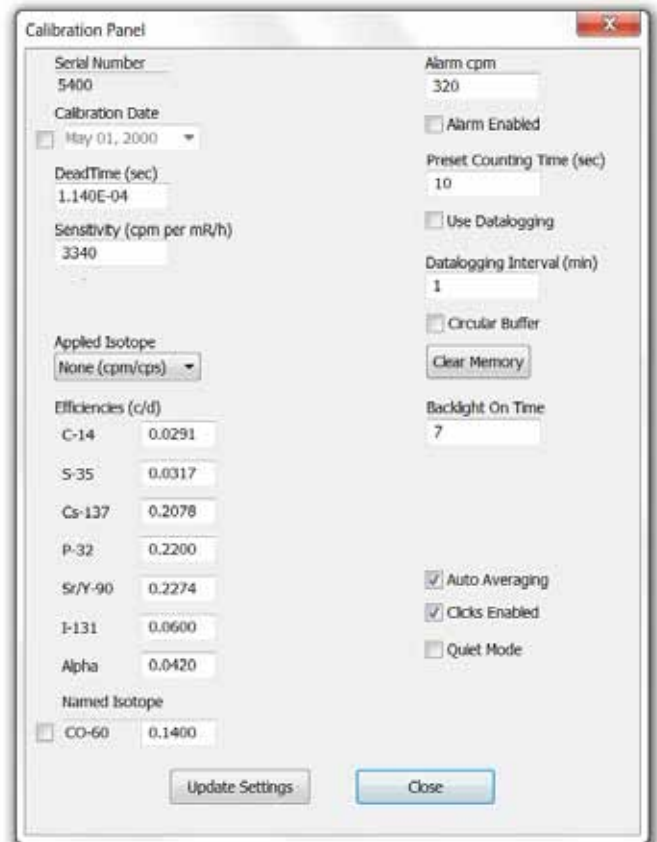 Calibration Panel
Serial Number
5400
Calibration Date
May 01, 2000
DeadTime (sec)
1.140E-04
Sensitivity (cpm per mR/h)
3340
Applied Isotope
None (cpm/cps)
Efficiencies (c/d)
C-14 0.0291
S-35 0.0317
Cs-137 0.2078
P-32 0.2200
Sr/Y-90 0.2274
I-131 0.0600
Alpha 0.0420
Named Isotope
CO-60 0.1400
Alarm cpm
320
Alarm Enabled
Preset Counting Time (sec)
10
Use Datalogging
Datalogging Interval (min)
1
Circular Buffer
Clear Memory
Backlight On Time
7
Auto Averaging
Clicks Enabled
Quiet Mode
Update Settings
Close